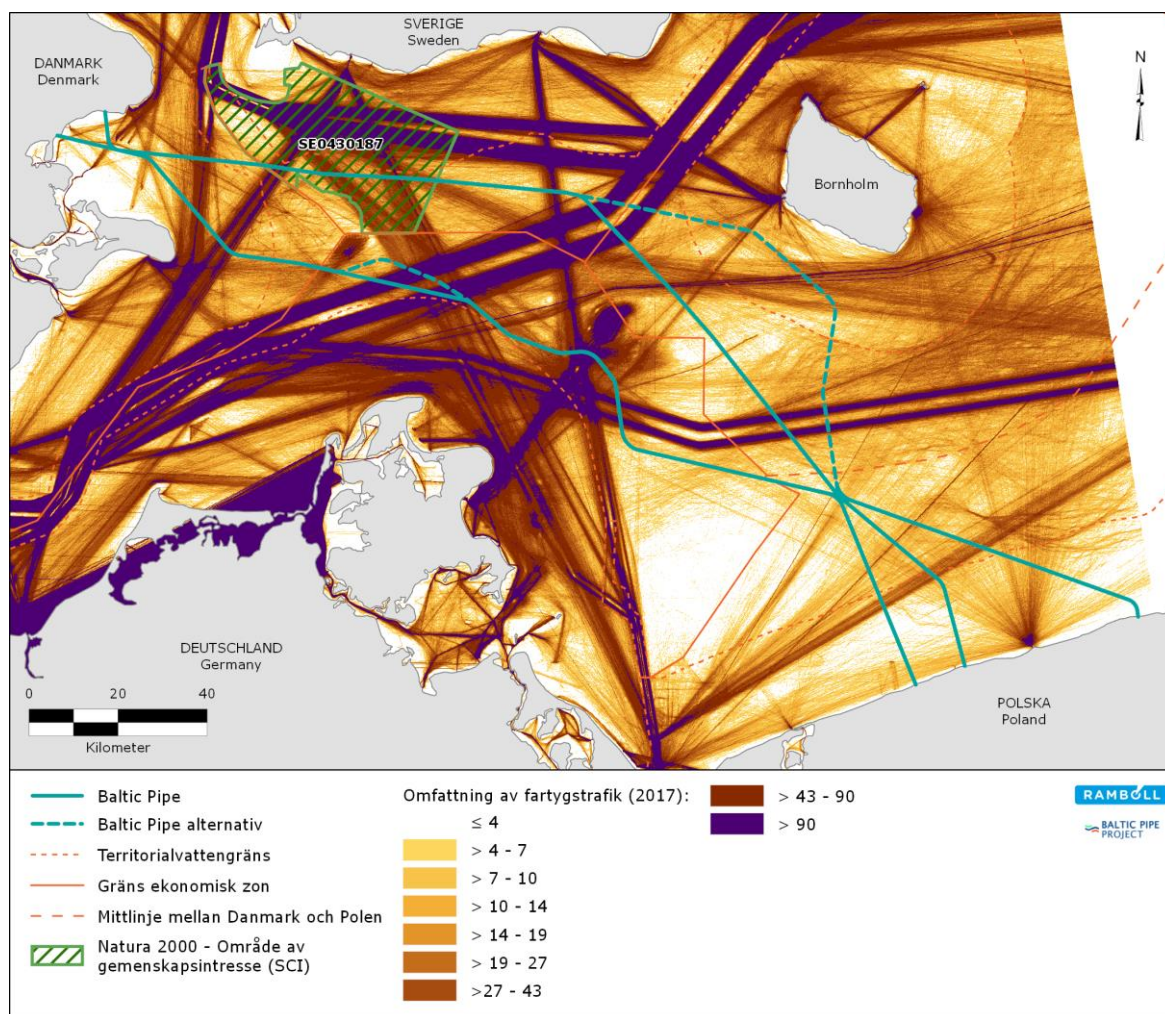 SVERIGE
Sweden
DANMARK
Denmark
N
SE0430187
Bornholm
DEUTSCHLAND
Germany
0 20 40
Kilometer
POLSKA
Poland
Baltic Pipe
Baltic Pipe alternativ
Territorialvattengräns
Gräns ekonomisk zon
Mittlinje mellan Danmark och Polen
Natura 2000 - Område av
gemenskapsintresse (SCI)
Omfattning av fartygstrafik (2017):
≤ 4
> 4 - 7
> 7 - 10
> 10 - 14
> 14 - 19
> 19 - 27
>27 - 43
> 43 - 90
> 90
RAMBOLL
BALTIC PIPE
PROJECT